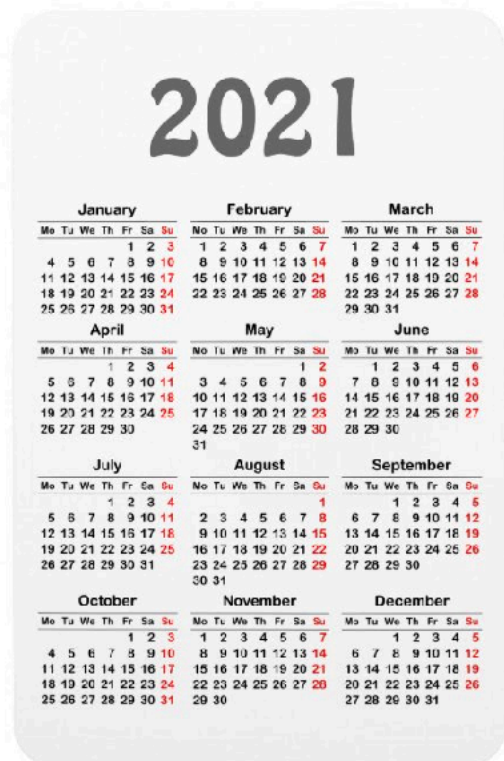 2021
January
Mo Tu We Th Fr Sa Su
1 2 3
4 5 6 7 8 9 10
11 12 13 14 15 16 17
18 19 20 21 22 23 24
25 26 27 28 29 30 31
February
Mo Tu We Th Fr Sa Su
1 2 3 4 5 6 7
8 9 10 11 12 13 14
15 16 17 18 19 20 21
22 23 24 25 26 27 28
March
Mo Tu We Th Fr Sa Su
1 2 3 4 5 6 7
8 9 10 11 12 13 14
15 16 17 18 19 20 21
22 23 24 25 26 27 28
29 30 31
April
Mo Tu We Th Fr Sa Su
1 2 3 4
5 6 7 8 9 10 11
12 13 14 15 16 17 18
19 20 21 22 23 24 25
26 27 28 29 30
May
Mo Tu We Th Fr Sa Su
1 2
3 4 5 6 7 8 9
10 11 12 13 14 15 16
17 18 19 20 21 22 23
24 25 26 27 28 29 30
31
June
Mo Tu We Th Fr Sa Su
1 2 3 4 5 6
7 8 9 10 11 12 13
14 15 16 17 18 19 20
21 22 23 24 25 26 27
28 29 30
July
Mo Tu We Th Fr Sa Su
1 2 3 4
5 6 7 8 9 10 11
12 13 14 15 16 17 18
19 20 21 22 23 24 25
26 27 28 29 30 31
August
Mo Tu We Th Fr Sa Su
1
2 3 4 5 6 7 8
9 10 11 12 13 14 15
16 17 18 19 20 21 22
23 24 25 26 27 28 29
30 31
September
Mo Tu We Th Fr Sa Su
1 2 3 4 5
6 7 8 9 10 11 12
13 14 15 16 17 18 19
20 21 22 23 24 25 26
27 28 29 30
October
Mo Tu We Th Fr Sa Su
1 2 3
4 5 6 7 8 9 10
11 12 13 14 15 16 17
18 19 20 21 22 23 24
25 26 27 28 29 30 31
November
Mo Tu We Th Fr Sa Su
1 2 3 4 5 6 7
8 9 10 11 12 13 14
15 16 17 18 19 20 21
22 23 24 25 26 27 28
29 30
December
Mo Tu We Th Fr Sa Su
1 2 3 4 5
6 7 8 9 10 11 12
13 14 15 16 17 18 19
20 21 22 23 24 25 26
27 28 29 30 31